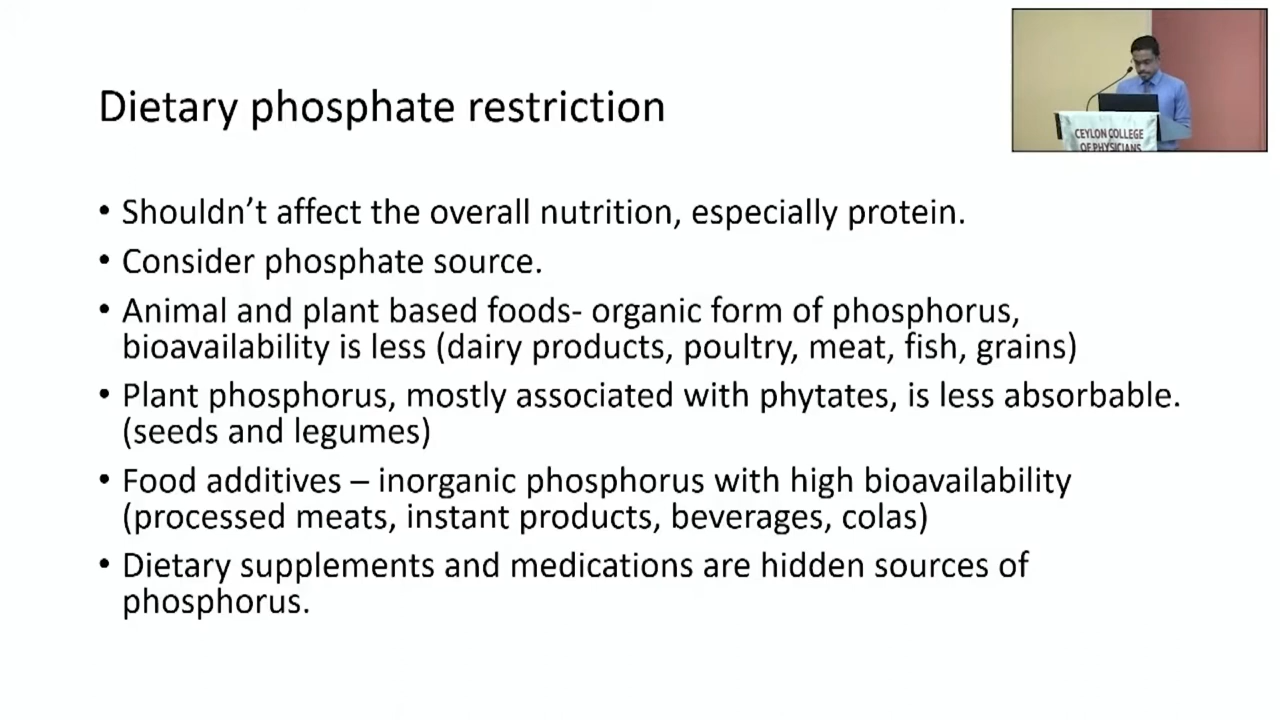 Dietary phosphate restriction
CEYLON COLLEGE
OF PHYSICIANS
• Shouldn’t affect the overall nutrition, especially protein.
• Consider phosphate source.
• Animal and plant based foods- organic form of phosphorus,
bioavailability is less (dairy products, poultry, meat, fish, grains)
• Plant phosphorus, mostly associated with phytates, is less absorbable.
(seeds and legumes)
• Food additives – inorganic phosphorus with high bioavailability
(processed meats, instant products, beverages, colas)
• Dietary supplements and medications are hidden sources of
phosphorus.